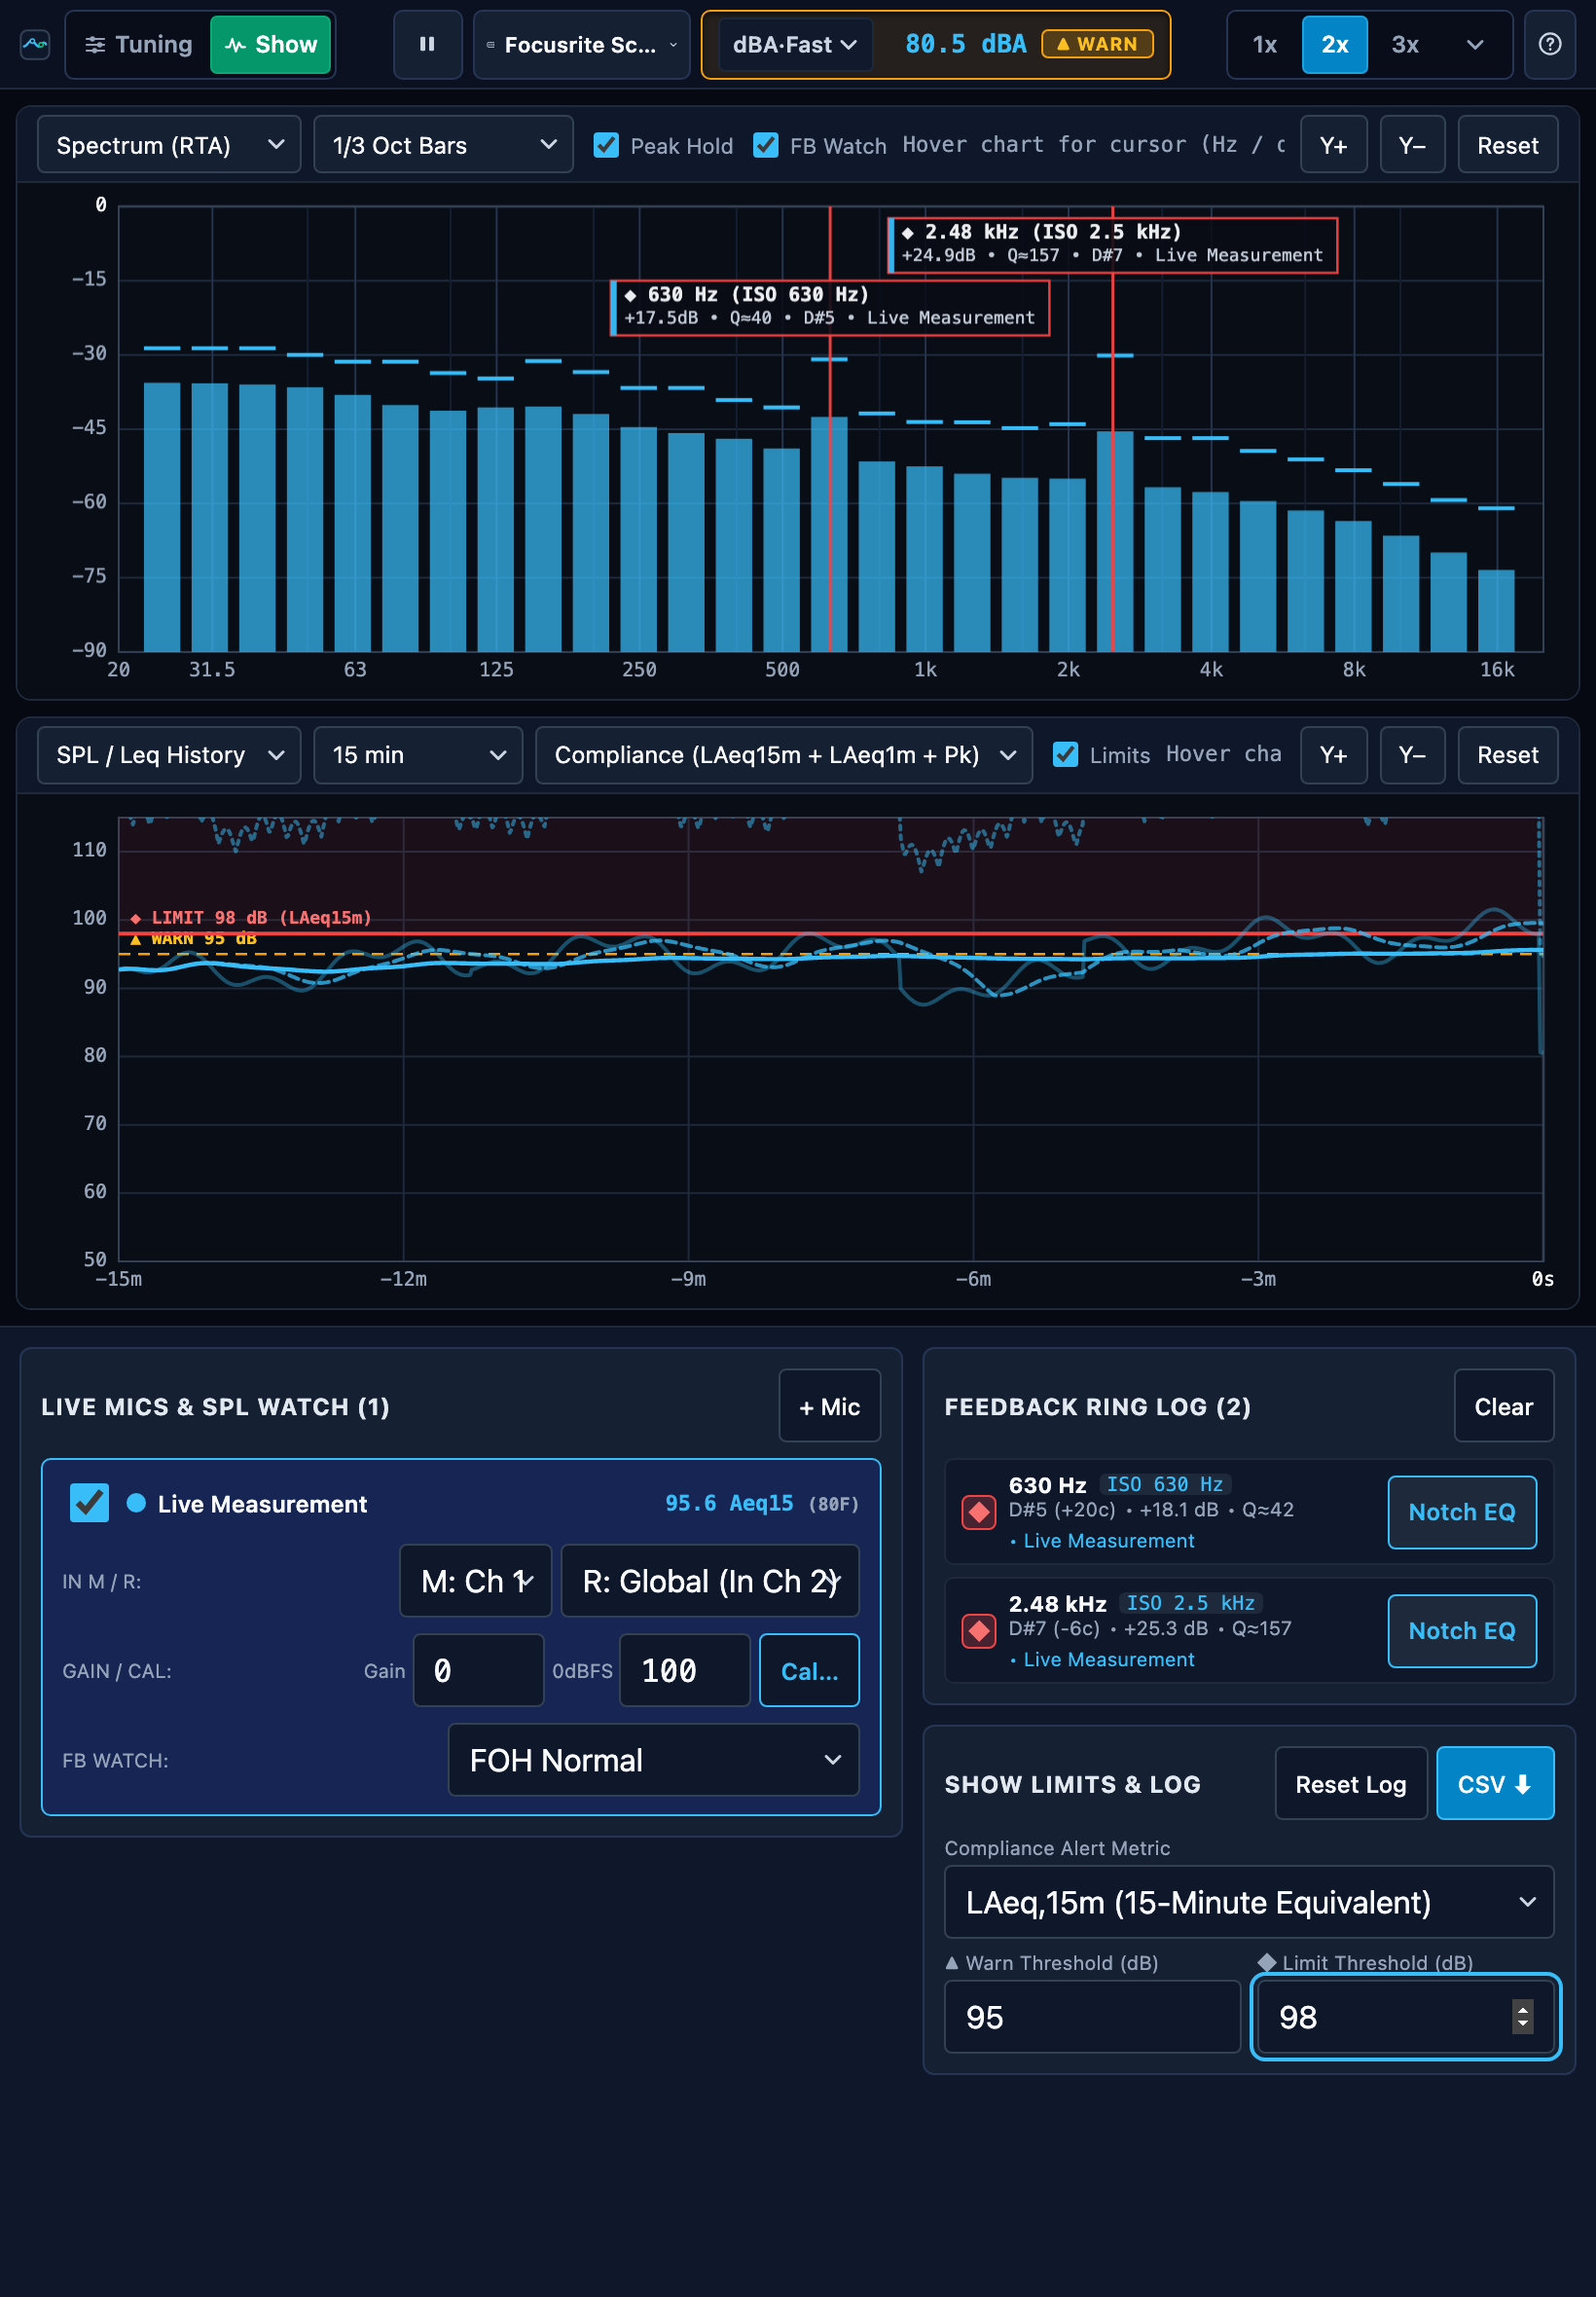 Tuning Show Focusrite Sc... dBA·Fast 80.5 dBA ▲ WARN 1x 2x 3x
Spectrum (RTA) 1/3 Oct Bars Peak Hold FB Watch Hover chart for cursor (Hz / Y+ Y− Reset
0
◆ 2.48 kHz (ISO 2.5 kHz)
+24.9dB • Q≈157 • D#7 • Live Measurement
−15
◆ 630 Hz (ISO 630 Hz)
+17.5dB • Q≈40 • D#5 • Live Measurement
−30
−45
−60
−75
−90
20 31.5 63 125 250 500 1k 2k 4k 8k 16k
SPL / Leq History 15 min Compliance (LAeq15m + LAeq1m + Pk) Limits Hover cha Y+ Y− Reset
110
100 ◆ LIMIT 98 dB (LAeq15m)
▲ WARN 95 dB
90
80
70
60
50
−15m −12m −9m −6m −3m 0s
LIVE MICS & SPL WATCH (1) + Mic
Live Measurement 95.6 Aeq15 (80F)
IN M / R: M: Ch 1 R: Global (In Ch 2)
GAIN / CAL: Gain 0 0dBFS 100 Cal...
FB WATCH: FOH Normal
FEEDBACK RING LOG (2) Clear
630 Hz ISO 630 Hz
D#5 (+20c) • +18.1 dB • Q≈42
• Live Measurement
Notch EQ
2.48 kHz ISO 2.5 kHz
D#7 (-6c) • +25.3 dB • Q≈157
• Live Measurement
Notch EQ
SHOW LIMITS & LOG Reset Log CSV ⬇
Compliance Alert Metric
LAeq,15m (15-Minute Equivalent)
▲ Warn Threshold (dB) ◆ Limit Threshold (dB)
95 98